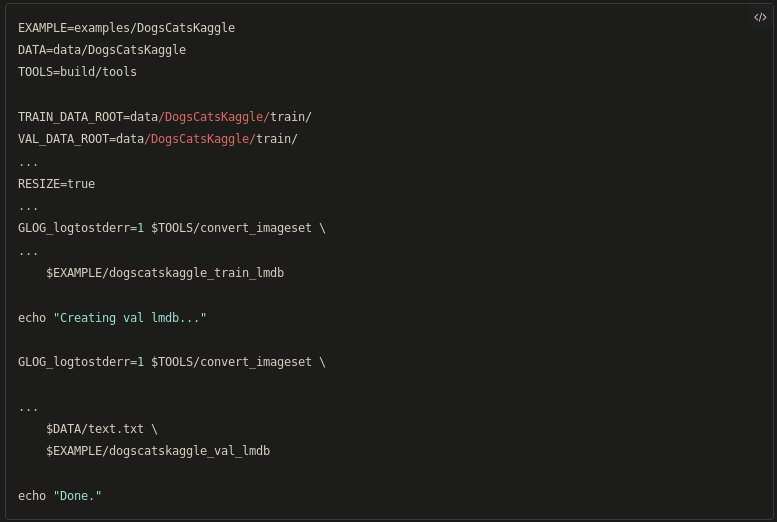 EXAMPLE=examples/DogsCatsKaggle
DATA=data/DogsCatsKaggle
TOOLS=build/tools
TRAIN_DATA_ROOT=data/DogsCatsKaggle/train/
VAL_DATA_ROOT=data/DogsCatsKaggle/train/
...
RESIZE=true
...
GLOG_logtostderr=1 $TOOLS/convert_imageset \
...
    $EXAMPLE/dogscatskaggle_train_lmdb
echo "Creating val lmdb..."
GLOG_logtostderr=1 $TOOLS/convert_imageset \
...
    $DATA/text.txt \
    $EXAMPLE/dogscatskaggle_val_lmdb
echo "Done."